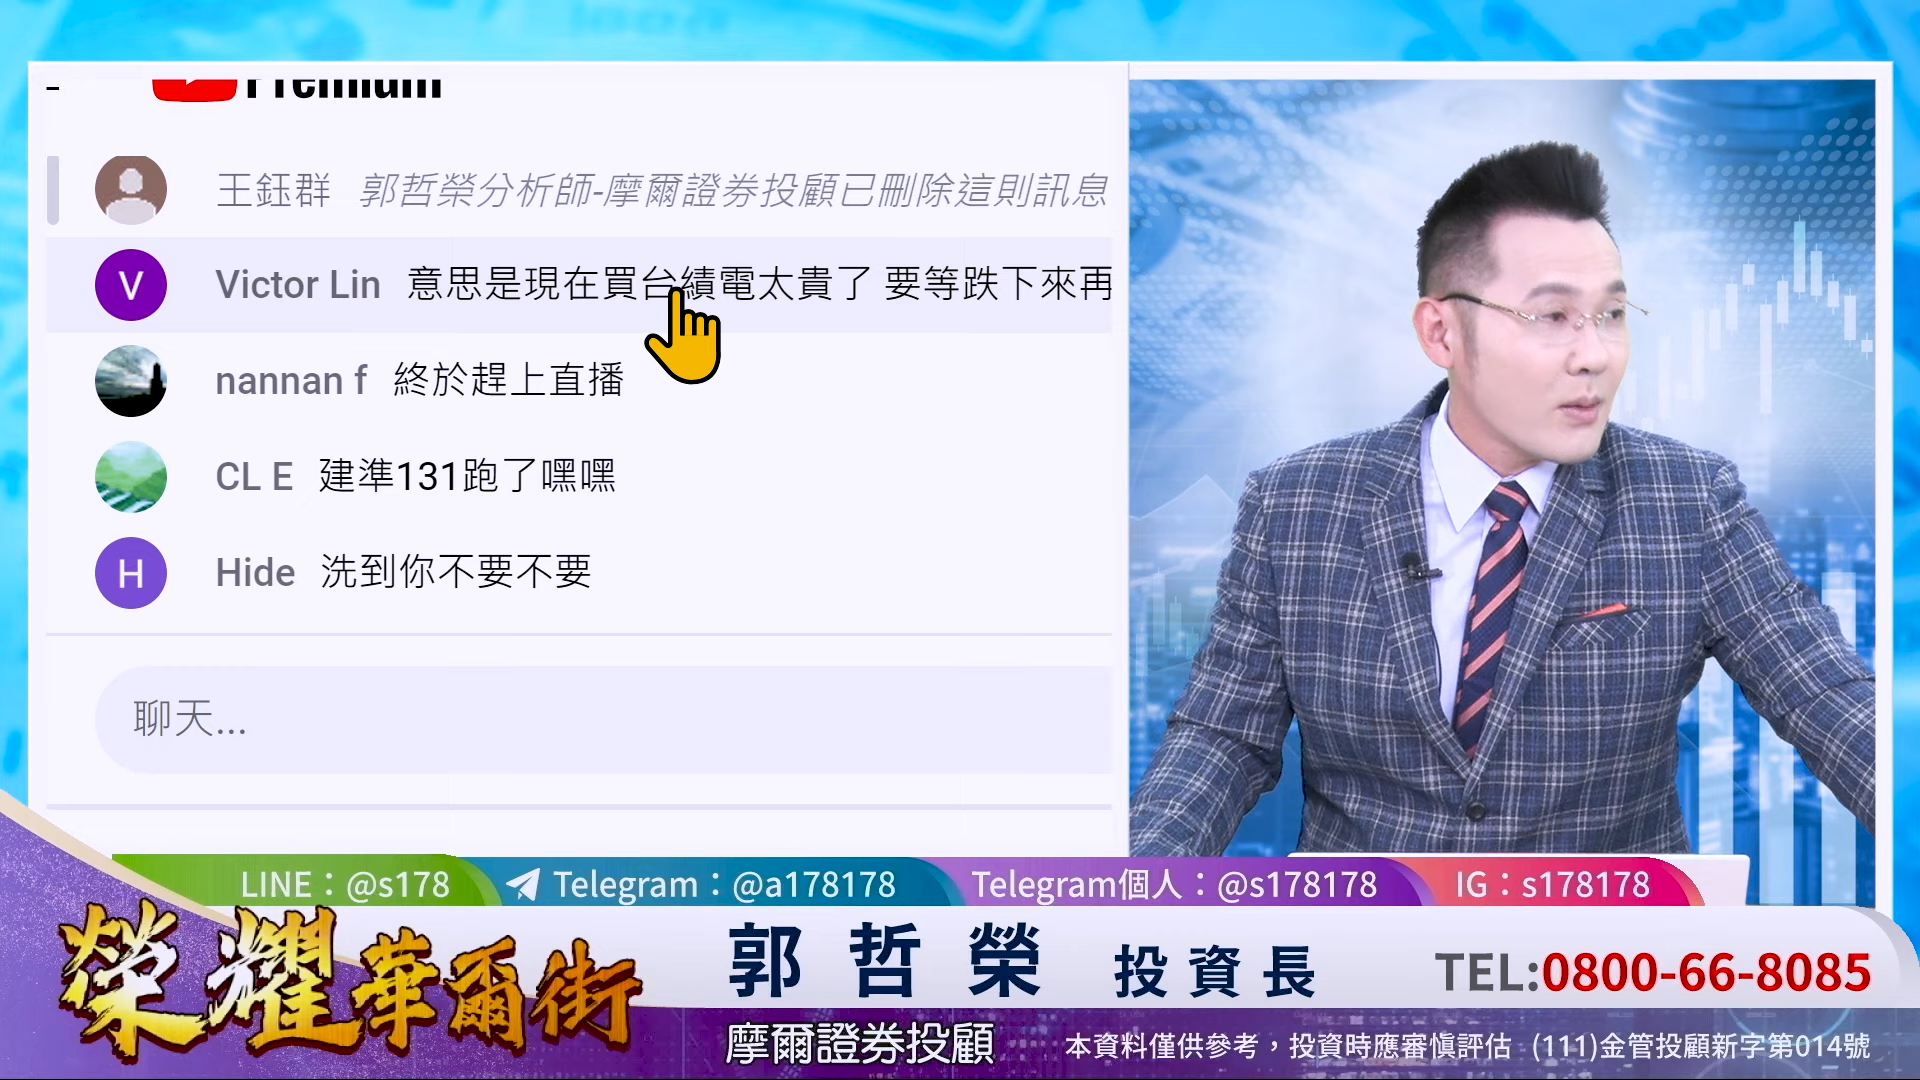 Premium
王鈺群 郭哲榮分析師-摩爾證券投顧已刪除這則訊息
V Victor Lin 意思是現在買台績電太貴了 要等跌下來再
nannan f 終於趕上直播
CL E 建準131跑了嘿嘿
H Hide 洗到你不要不要
聊天...
LINE：@s178 Telegram：@a178178 Telegram個人：@s178178 IG：s178178
榮耀華爾街
郭哲榮 投資長 TEL:0800-66-8085
摩爾證券投顧 本資料僅供參考，投資時應審慎評估 (111)金管投顧新字第014號